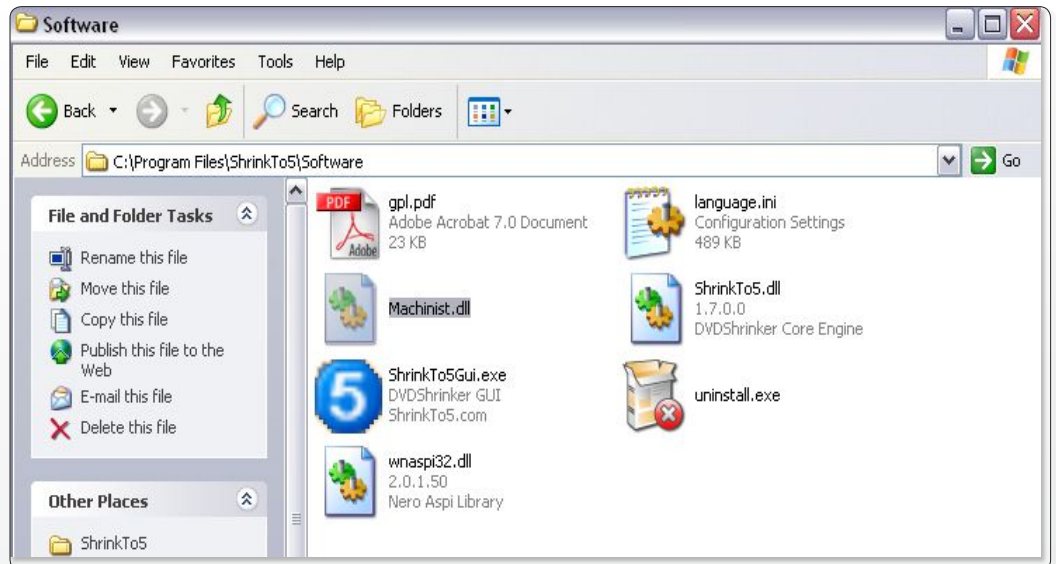 Software
File Edit View Favorites Tools Help
Back Search Folders
Address C:\Program Files\ShrinkTo5\Software Go
File and Folder Tasks
Rename this file
Move this file
Copy this file
Publish this file to the
Web
E-mail this file
Delete this file
Other Places
ShrinkTo5
PDF
Adobe
gpl.pdf
Adobe Acrobat 7.0 Document
23 KB
language.ini
Configuration Settings
489 KB
Machinist.dll
ShrinkTo5.dll
1.7.0.0
DVDShrinker Core Engine
5
ShrinkTo5Gui.exe
DVDShrinker GUI
ShrinkTo5.com
uninstall.exe
wnaspi32.dll
2.0.1.50
Nero Aspi Library